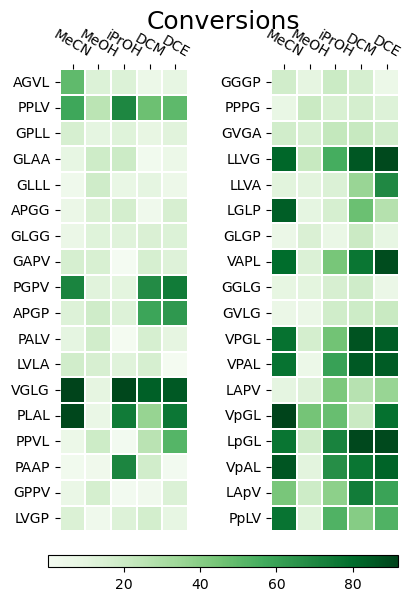 Conversions
MeCN MeOH iPrOH DCM DCE
AGVL
PPLV
GPLL
GLAA
GLLL
APGG
GLGG
GAPV
PGPV
APGP
PALV
LVLA
VGLG
PLAL
PPVL
PAAP
GPPV
LVGP
MeCN MeOH iPrOH DCM DCE
GGGP
PPPG
GVGA
LLVG
LLVA
LGLP
GLGP
VAPL
GGLG
GVLG
VPGL
VPAL
LAPV
VpGL
LpGL
VpAL
LApV
PpLV
20 40 60 80